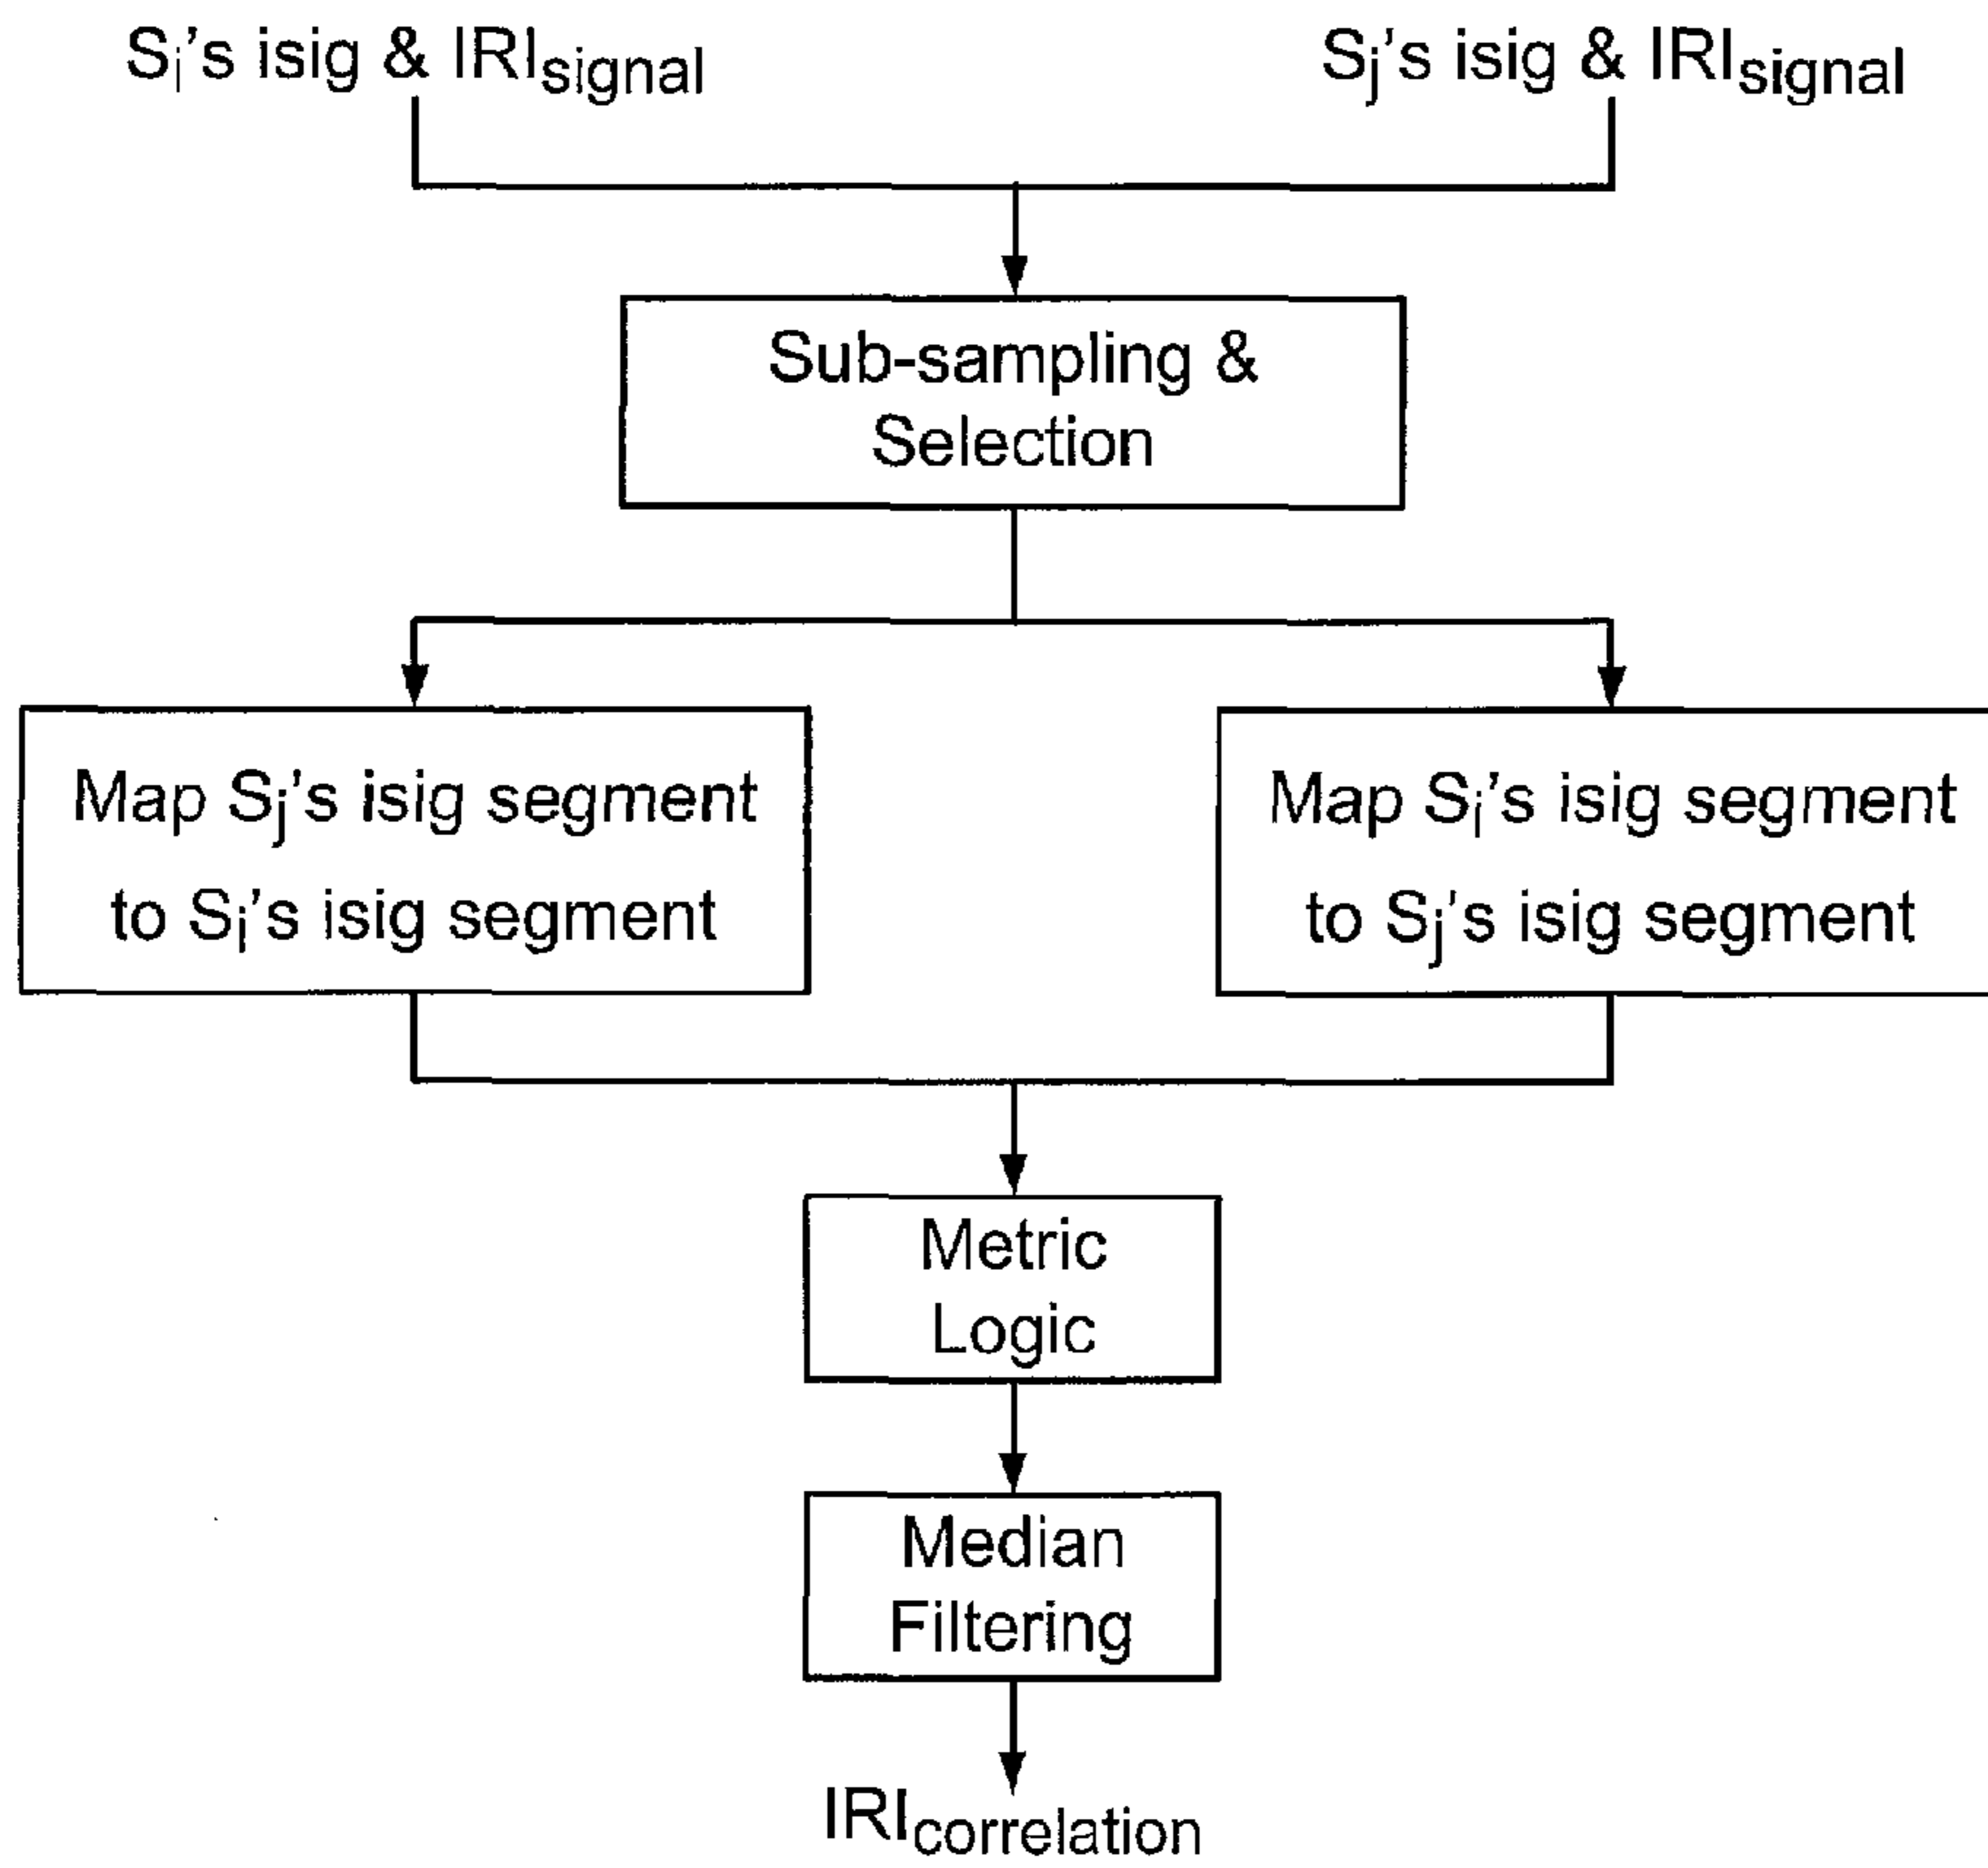 Si's isig & IRIsignal
Sj's isig & IRIsignal
Sub-sampling &
Selection
Map Sj's isig segment
to Si's isig segment
Map Si's isig segment
to Sj's isig segment
Metric
Logic
Median
Filtering
IRIcorrelation